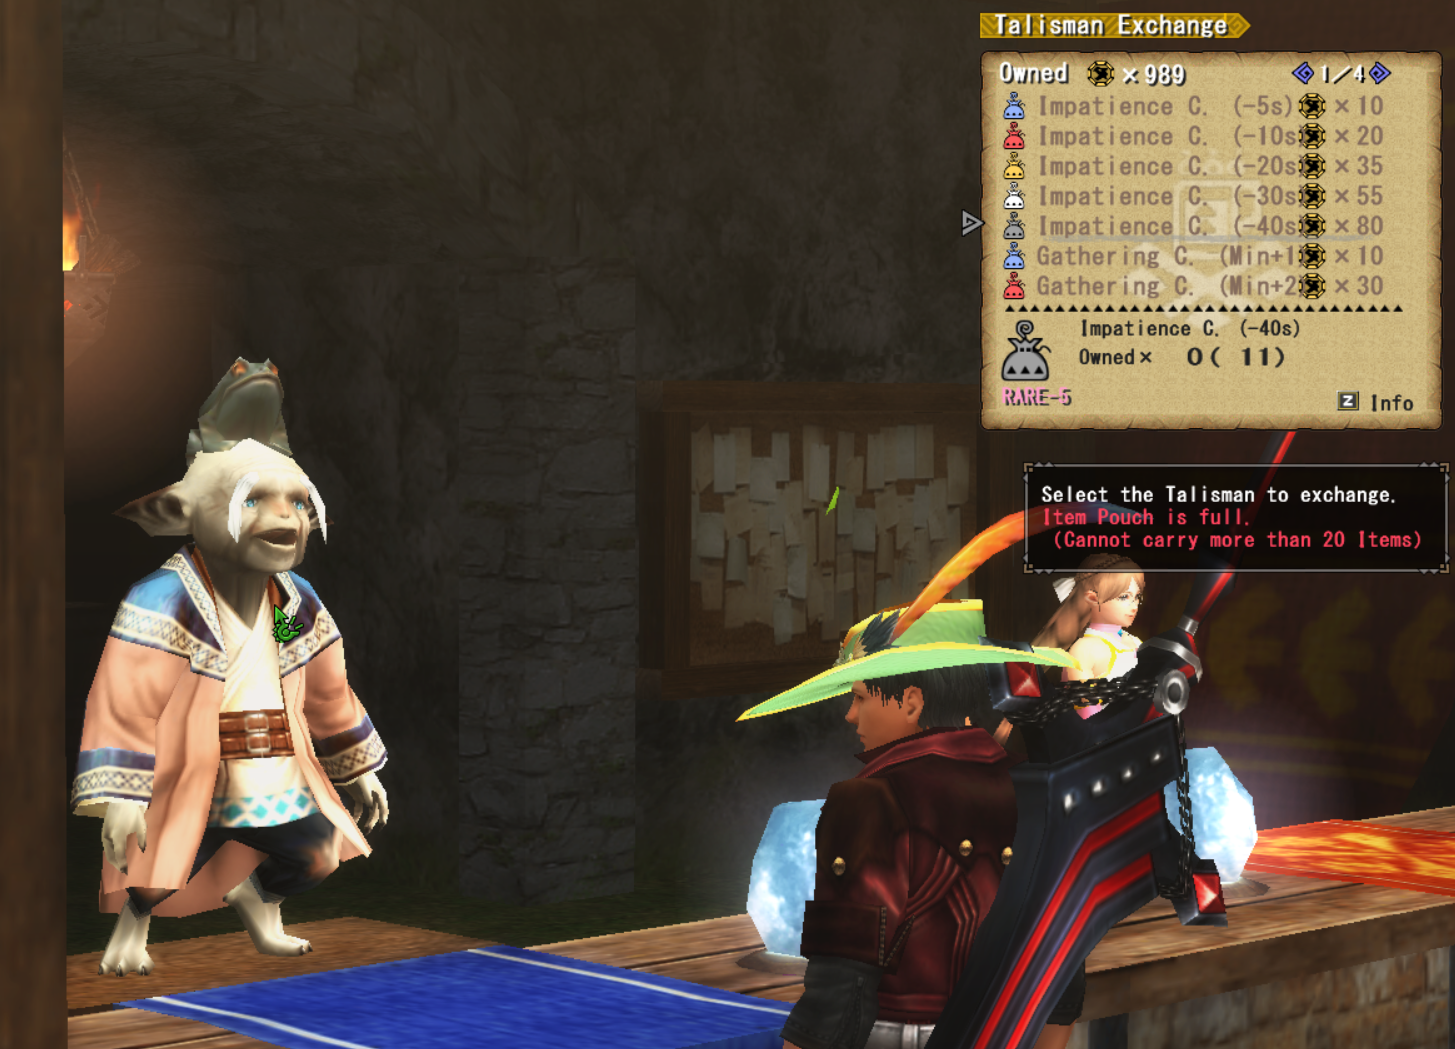 Talisman Exchange
Owned × 989 1/4
Impatience C. (-5s) × 10
Impatience C. (-10s × 20
Impatience C. (-20s × 35
Impatience C. (-30s × 55
Impatience C. (-40s × 80
Gathering C. (Min+1 × 10
Gathering C. (Min+2 × 30
Impatience C. (-40s)
Owned× 0( 11)
RARE-5
Z Info
Select the Talisman to exchange.
Item Pouch is full.
(Cannot carry more than 20 Items)